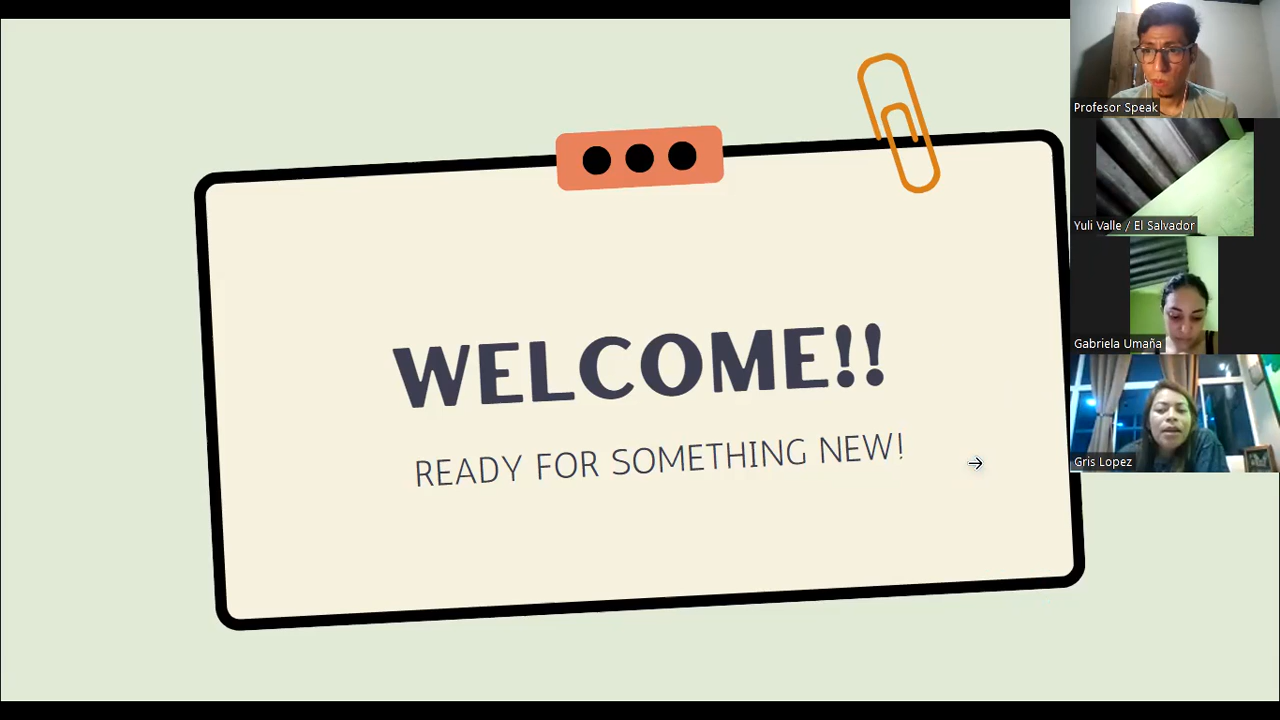 WELCOME!!
READY FOR SOMETHING NEW!
Profesor Speak
Yuli Valle / El Salvador
Gabriela Umaña
Gris Lopez